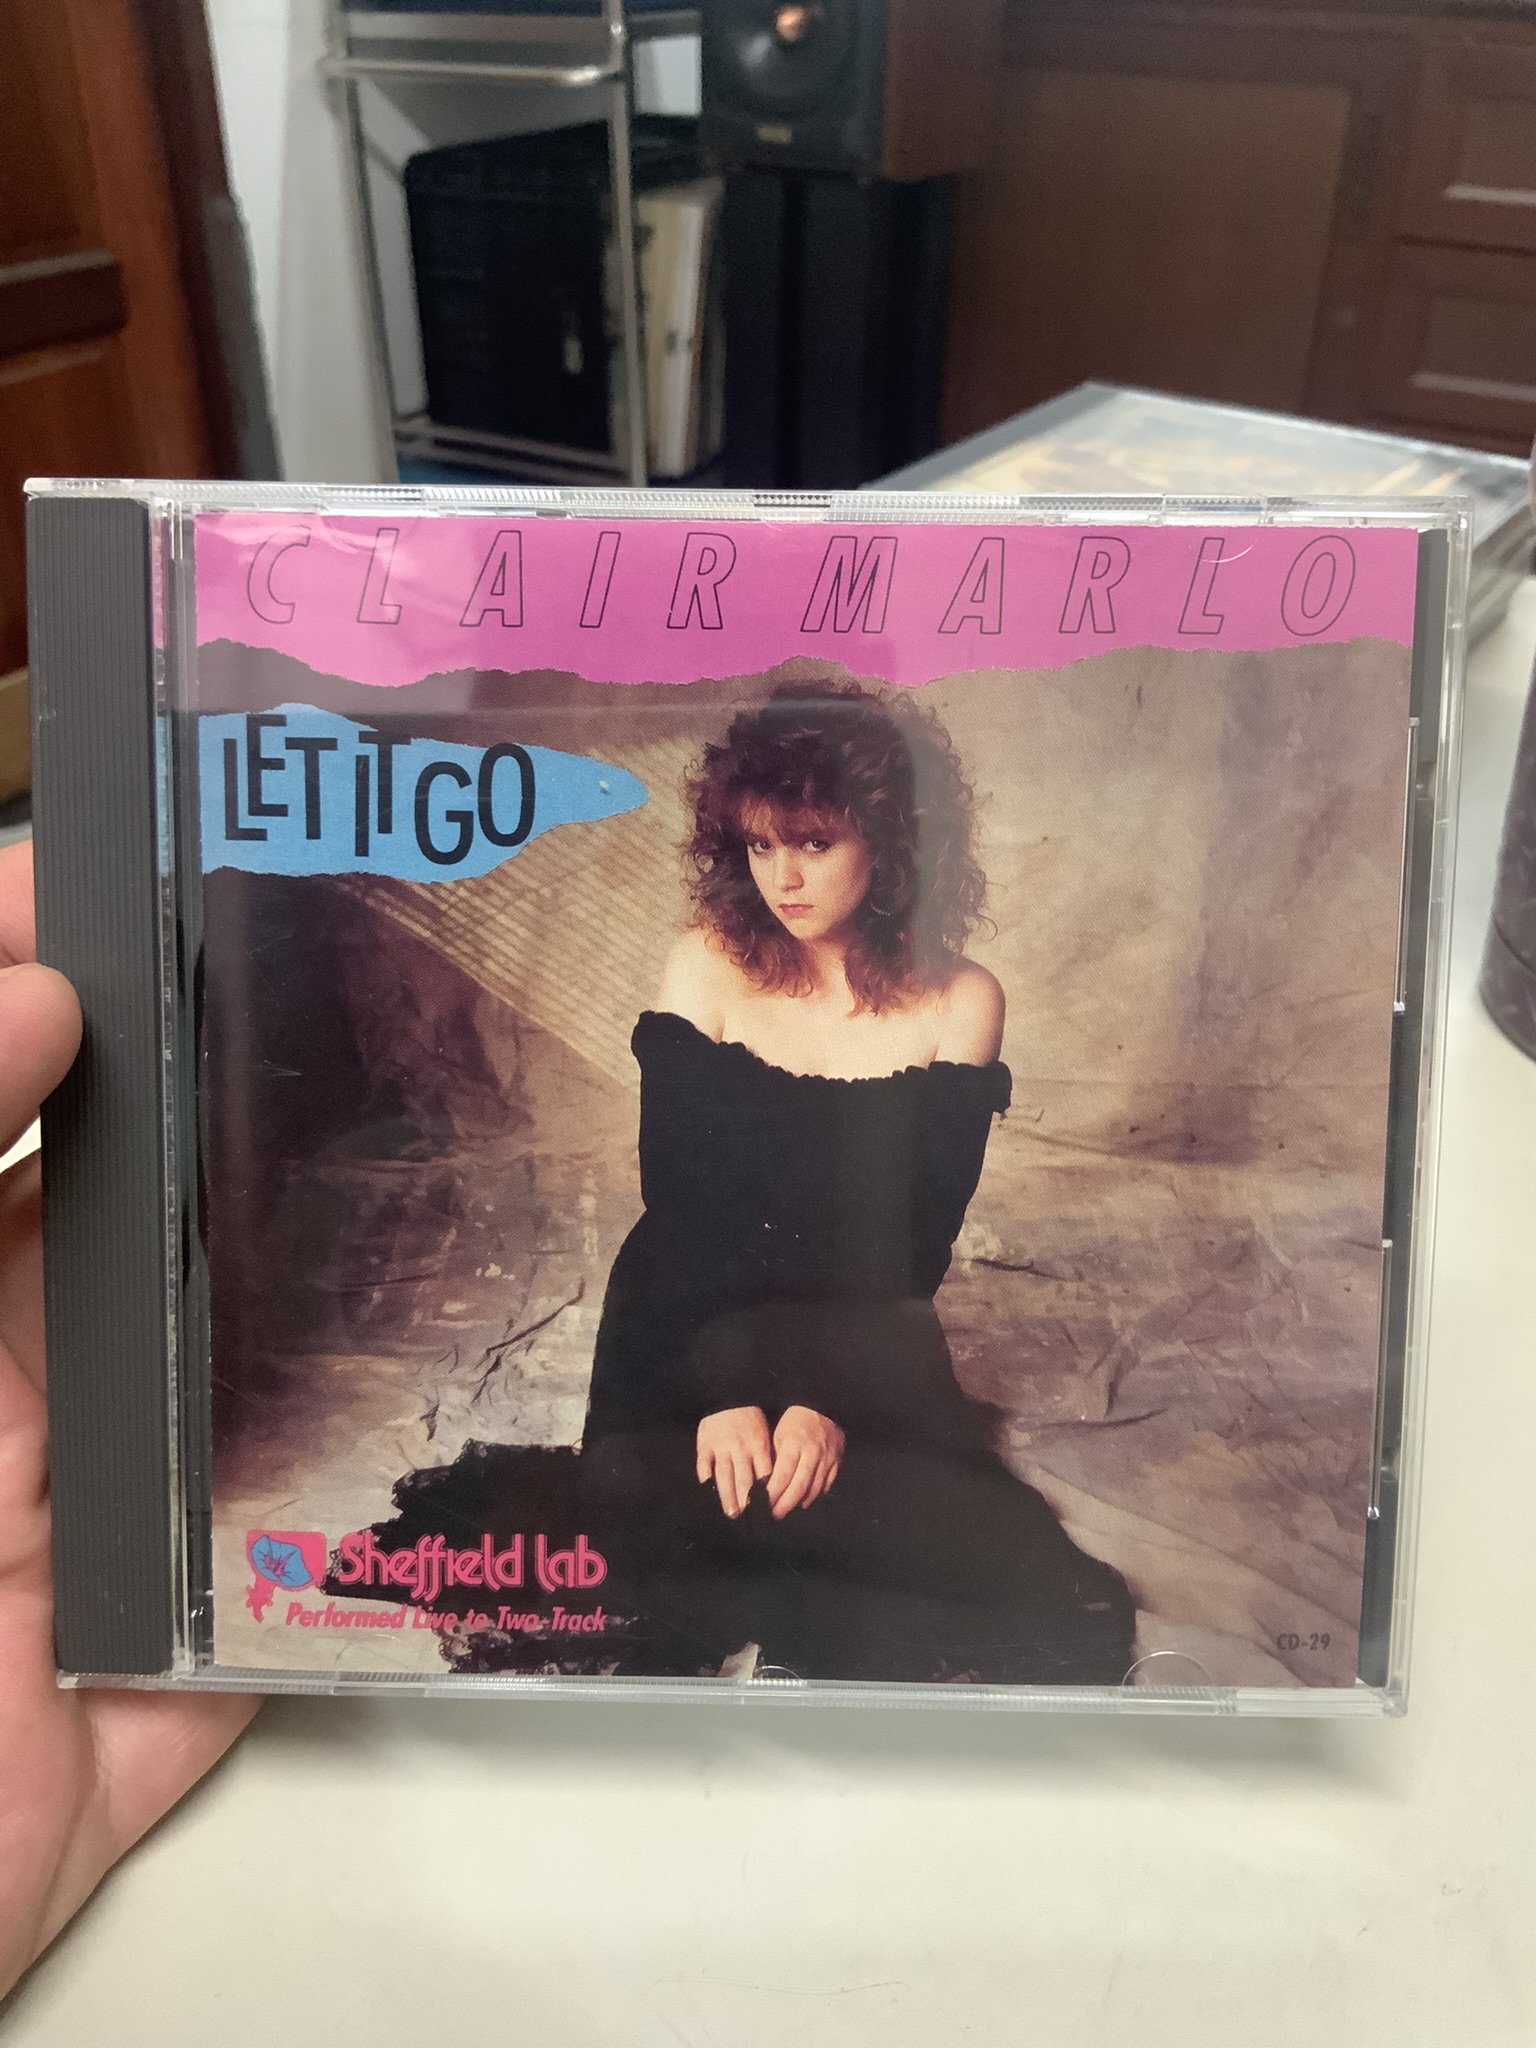 CLAIR MARLO
LET IT GO
Sheffield Lab
Performed Live to Two-Track
CD-29